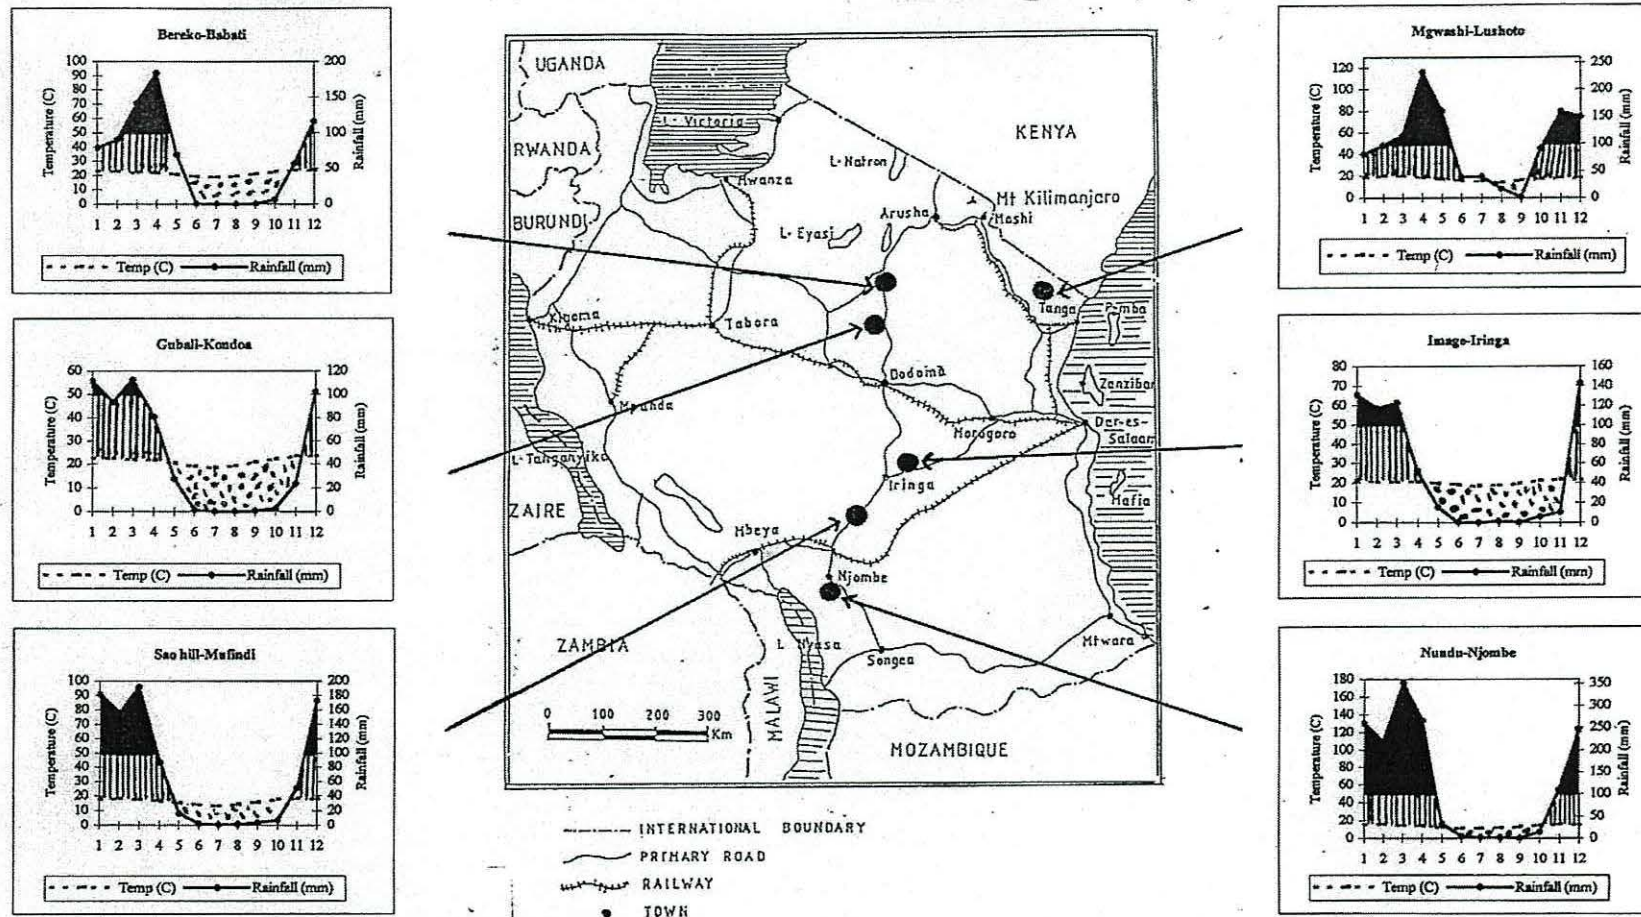 Bereko-Babati
Temperature (C)
100
90
80
70
60
50
40
30
20
10
0
200
150
100
50
0
Rainfall (mm)
1 2 3 4 5 6 7 8 9 10 11 12
Temp (C) Rainfall (mm)
Gubali-Kondoa
Temperature (C)
60
50
40
30
20
10
0
120
100
80
60
40
20
0
Rainfall (mm)
1 2 3 4 5 6 7 8 9 10 11 12
Temp (C) Rainfall (mm)
Sao hill-Mufindi
Temperature (C)
100
90
80
70
60
50
40
30
20
10
0
200
180
160
140
120
100
80
60
40
20
0
Rainfall (mm)
1 2 3 4 5 6 7 8 9 10 11 12
Temp (C) Rainfall (mm)
UGANDA
L. Victoria
KENYA
RWANDA
L. Natron
Mwanza
Mt Kilimanjaro
BURUNDI
Arusha
Moshi
L. Eyasi
Kigoma
Tabora
Tanga
Pemba
Dodoma
Zanzibar
Mpanda
Morogoro
Dar-es-
Salaam
L. Tanganyika
Iringa
Mafia
ZAIRE
Mbeya
Njombe
ZAMBIA
L. Nyasa
Songea
Mtwara
MALAWI
0 100 200 300
Km
MOZAMBIQUE
INTERNATIONAL BOUNDARY
PRIMARY ROAD
RAILWAY
TOWN
Mgwashi-Lushoto
Temperature (C)
120
100
80
60
40
20
0
250
200
150
100
50
0
Rainfall (mm)
1 2 3 4 5 6 7 8 9 10 11 12
Temp (C) Rainfall (mm)
Image-Iringa
Temperature (C)
80
70
60
50
40
30
20
10
0
160
140
120
100
80
60
40
20
0
Rainfall (mm)
1 2 3 4 5 6 7 8 9 10 11 12
Temp (C) Rainfall (mm)
Nundu-Njombe
Temperature (C)
180
160
140
120
100
80
60
40
20
0
350
300
250
200
150
100
50
0
Rainfall (mm)
1 2 3 4 5 6 7 8 9 10 11 12
Temp (C) Rainfall (mm)